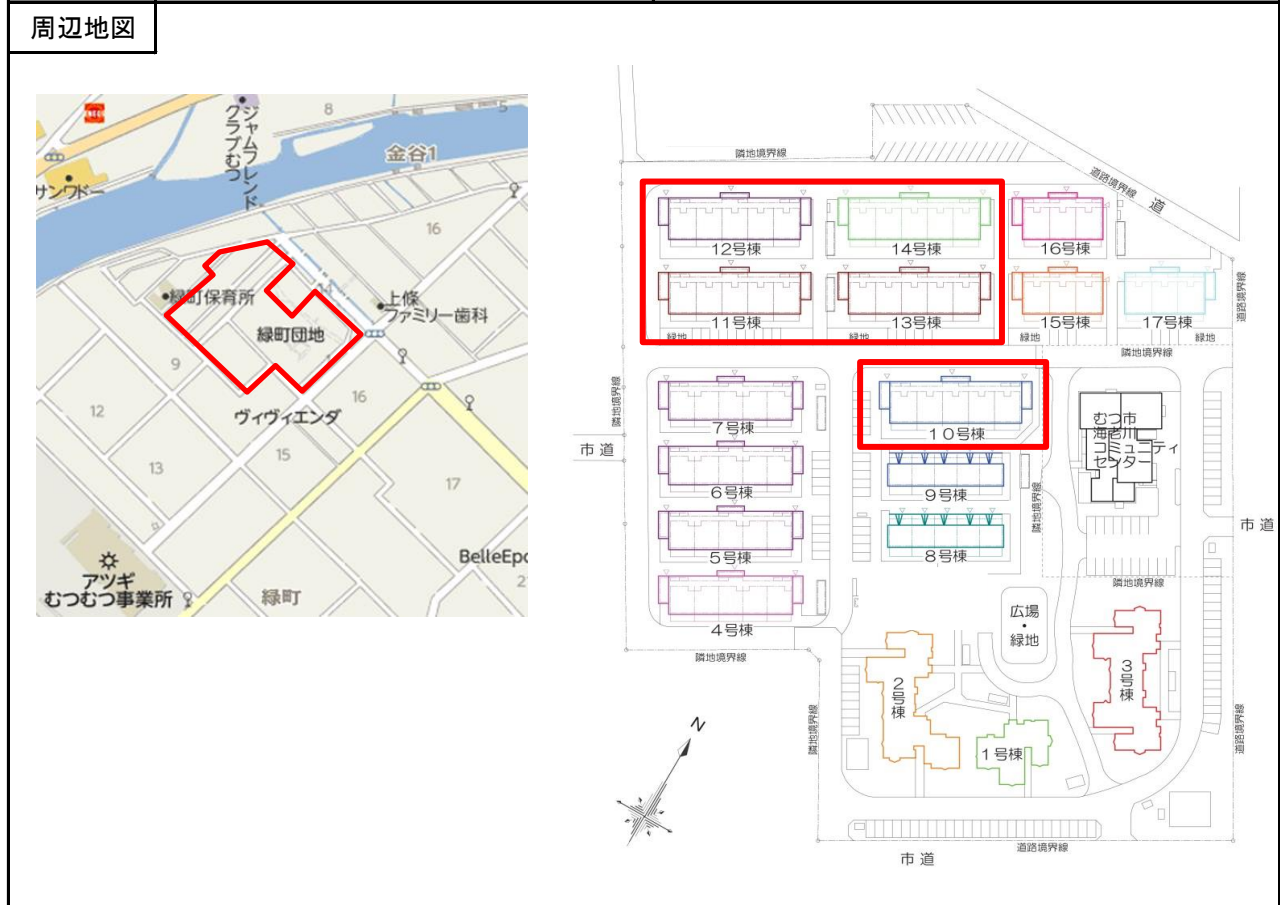 周辺地図
8
5
ジャムフレンド
クラブむつ
金谷1
サンワドー
16
緑町保育所
上條
ファミリー歯科
緑町団地
9
16
12
ヴィヴィエンダ
15
13
17
BelleEpo
2
アツギ
むつむつ事業所
緑町
隣地境界線
道路境界線
道
12号棟
14号棟
16号棟
11号棟
13号棟
15号棟
17号棟
緑地
緑地
緑地
緑地
道路境界線
隣地境界線
隣地境界線
市道
7号棟
10号棟
むつ市
海老川
コミュニティ
センター
6号棟
9号棟
隣地境界線
市道
5号棟
8号棟
隣地境界線
4号棟
広場
・
緑地
隣地境界線
2号棟
3号棟
隣地境界線
道路境界線
1号棟
N
道路境界線
市道